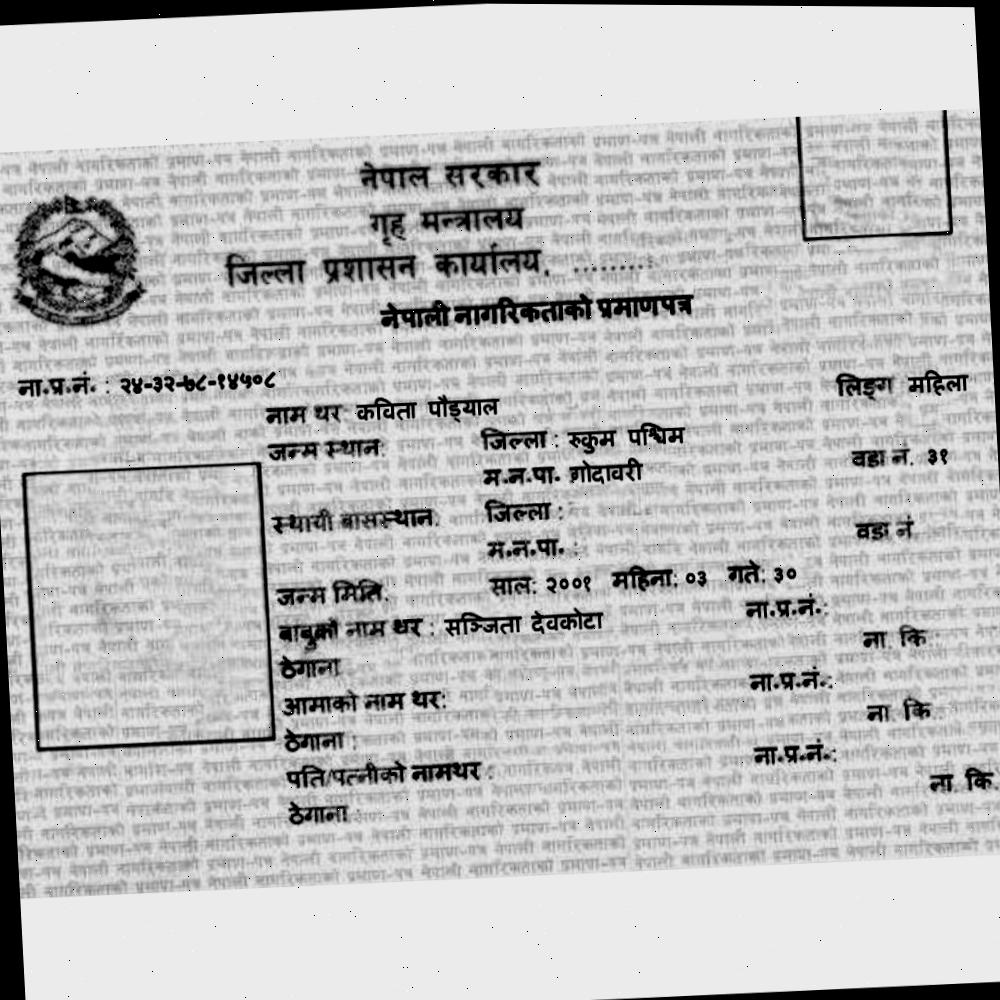 नेपाल सरकार
गृह मन्त्रालय
जिल्ला प्रशासन कार्यालय, .........
नेपाली नागरिकताको प्रमाणपत्र
ना.प्र.नं. : २४-३२-७८-१४५०८
लिङ्ग महिला
नाम थर: कविता पौड्याल
जन्म स्थान: जिल्ला : रुकुम पश्चिम
म.न.पा. गोदावरी वडा नं. ३१
स्थायी बासस्थान: जिल्ला :
म.न.पा. : वडा नं
जन्म मिति: साल: २००१ महिना: ०३ गते: ३०
बाबुको नाम थर : सञ्जिता देवकोटा ना.प्र.नं.:
ठेगाना ना. कि.:
आमाको नाम थर: ना.प्र.नं.:
ठेगाना : ना. कि.:
पति/पत्नीको नामथर : ना.प्र.नं.:
ठेगाना : ना. कि.